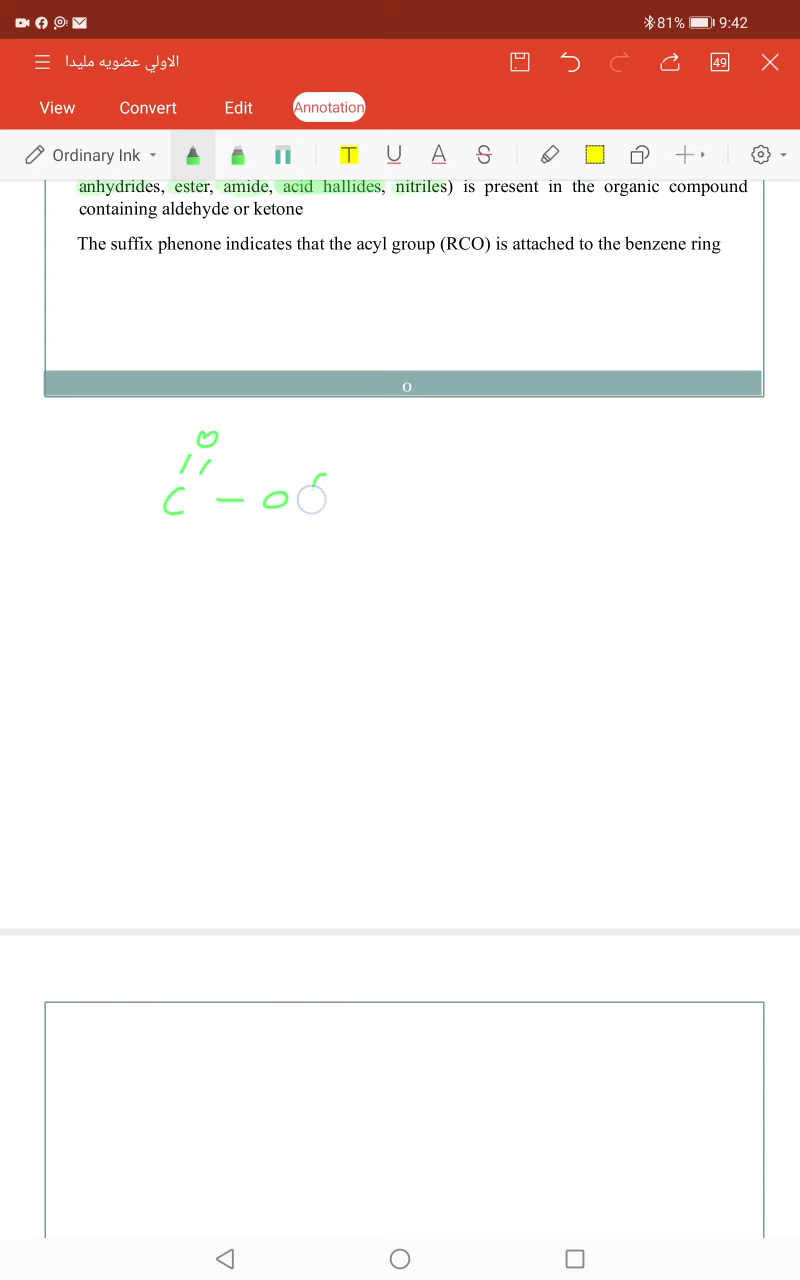 81% 9:42
الاولي عضويه مليدا
49
View Convert Edit Annotation
Ordinary Ink T U A S
anhydrides, ester, amide, acid hallides, nitriles) is present in the organic compound
containing aldehyde or ketone
The suffix phenone indicates that the acyl group (RCO) is attached to the benzene ring
O
C - O